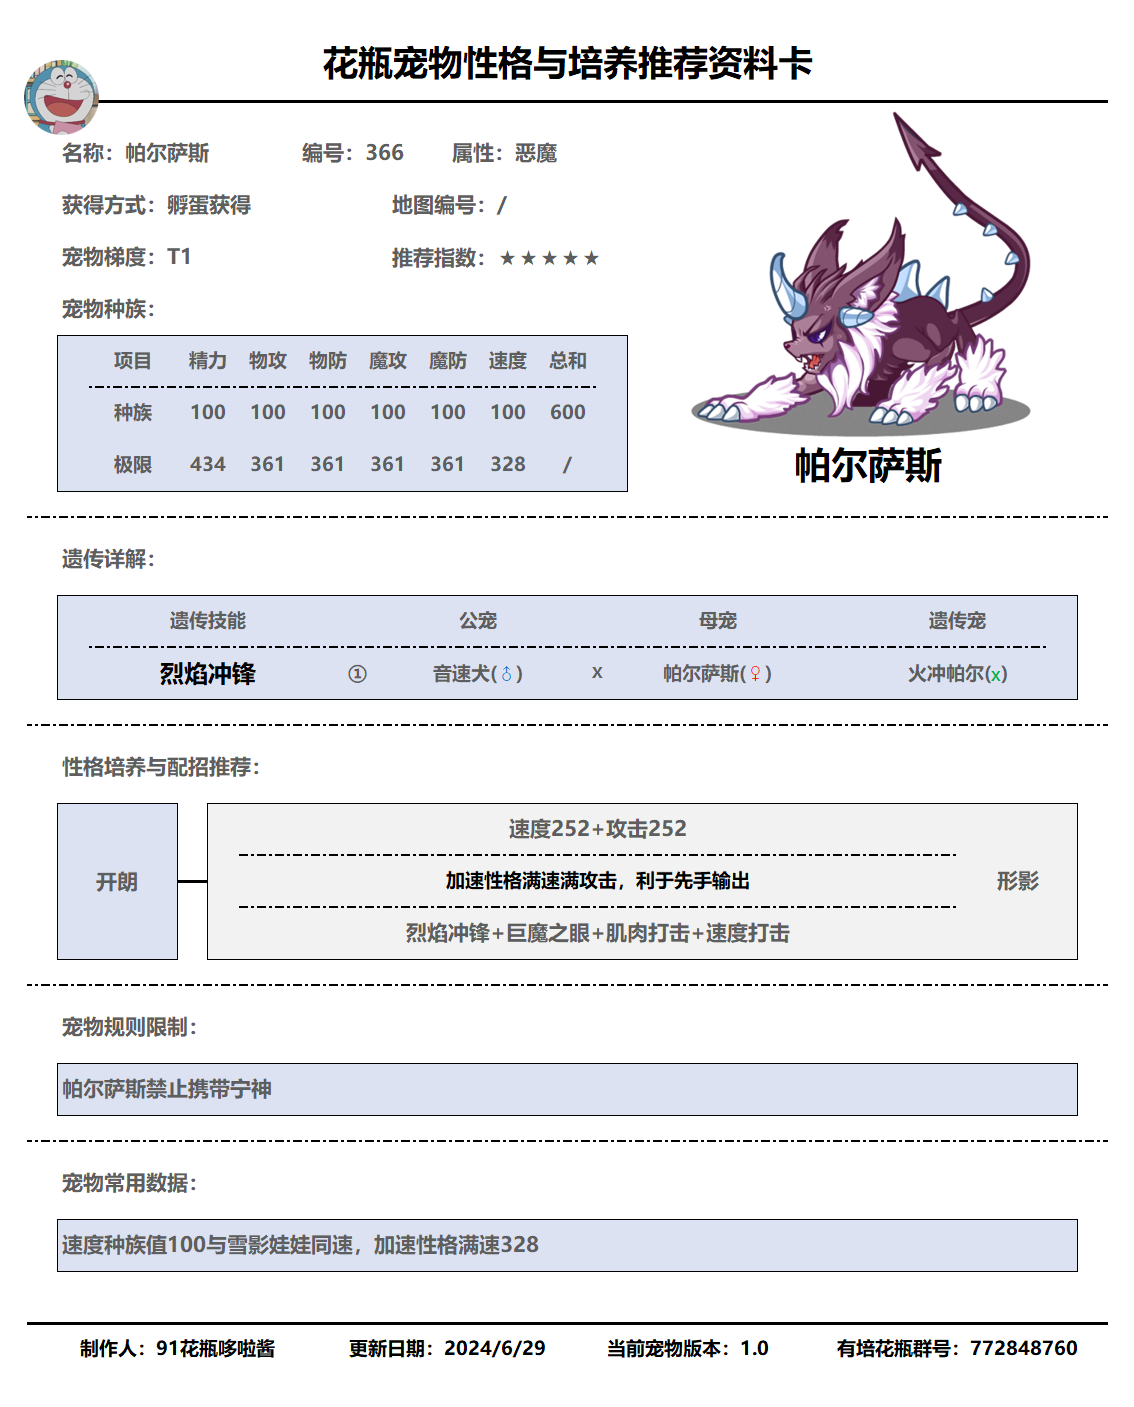 花瓶宠物性格与培养推荐资料卡
名称：帕尔萨斯 编号：366 属性：恶魔
获得方式：孵蛋获得 地图编号：/
宠物梯度：T1 推荐指数：★★★★★
宠物种族：
项目 精力 物攻 物防 魔攻 魔防 速度 总和
种族 100 100 100 100 100 100 600
极限 434 361 361 361 361 328 /
帕尔萨斯
遗传详解：
遗传技能 公宠 母宠 遗传宠
烈焰冲锋 ① 音速犬(♂) x 帕尔萨斯(♀) 火冲帕尔(x)
性格培养与配招推荐：
开朗
速度252+攻击252
加速性格满速满攻击，利于先手输出
烈焰冲锋+巨魔之眼+肌肉打击+速度打击
形影
宠物规则限制：
帕尔萨斯禁止携带宁神
宠物常用数据：
速度种族值100与雪影娃娃同速，加速性格满速328
制作人：91花瓶哆啦酱 更新日期：2024/6/29 当前宠物版本：1.0 有培花瓶群号：772848760